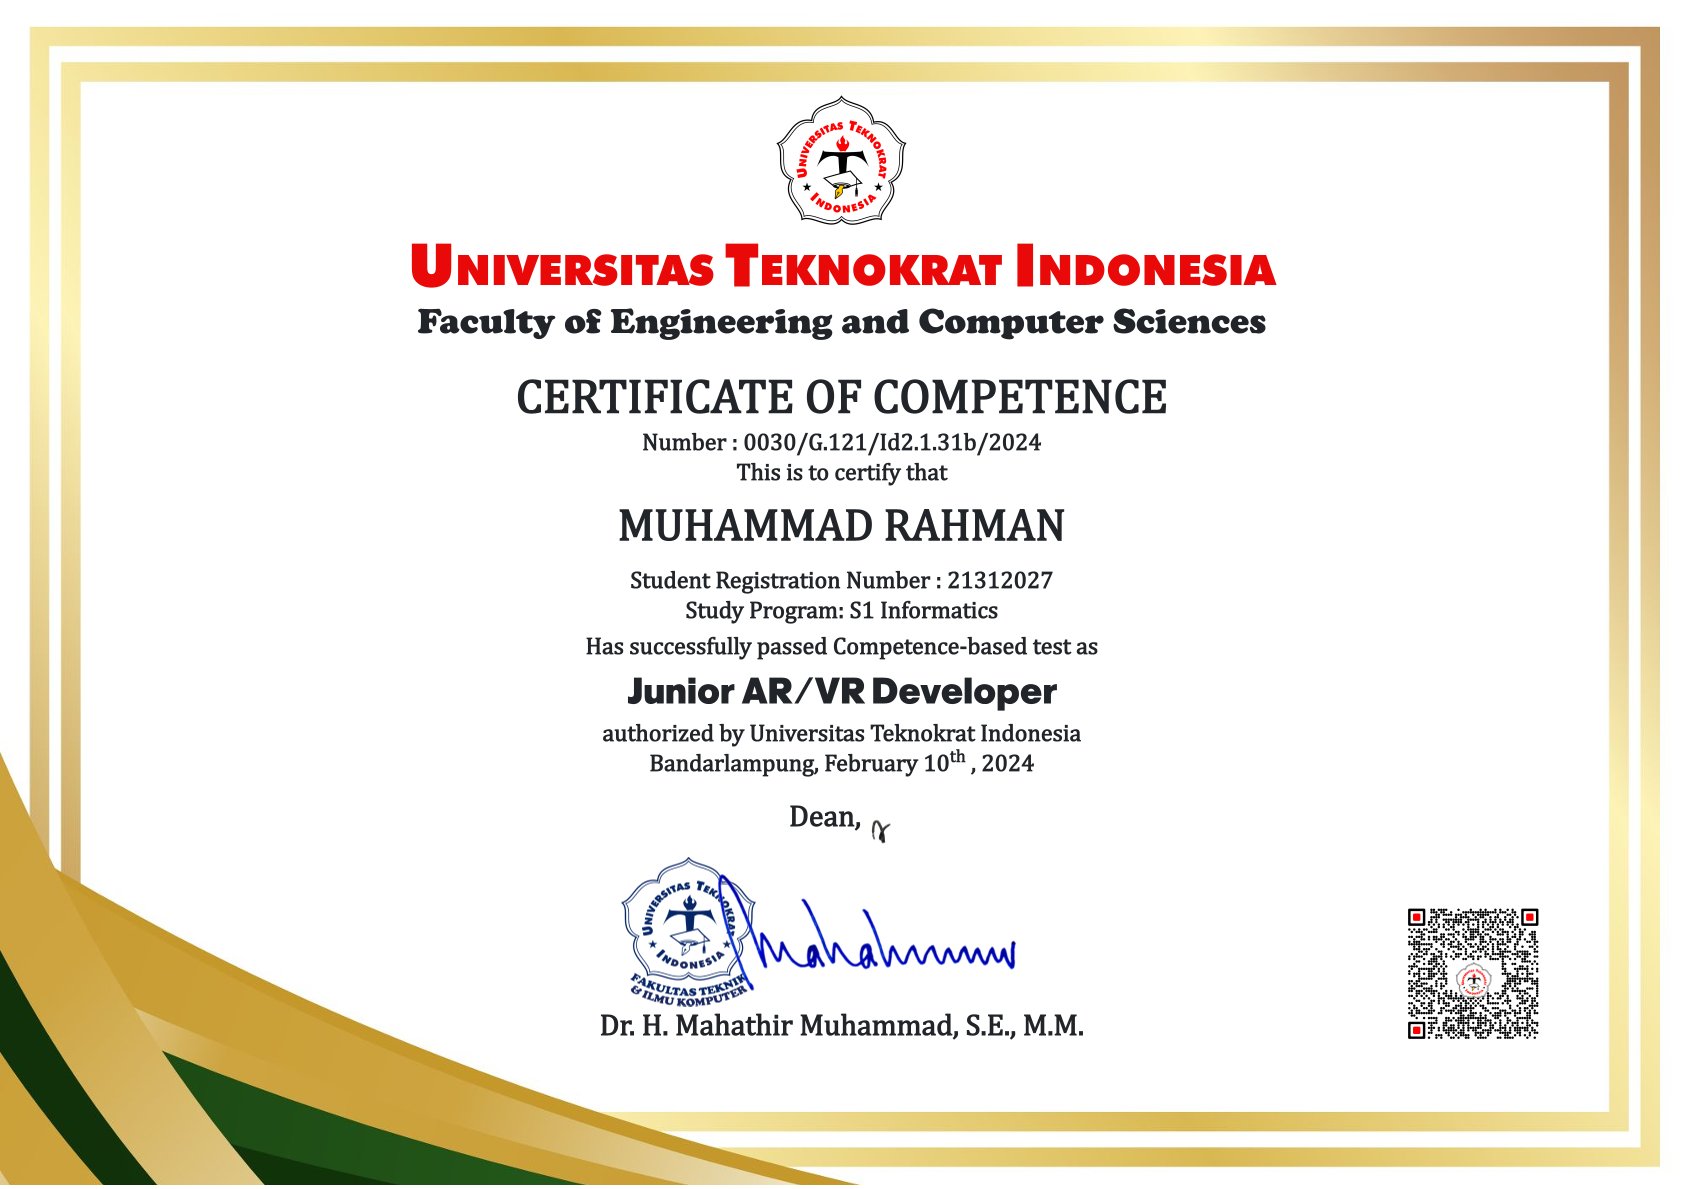 UNIVERSITAS TEKNOKRAT
INDONESIA
UNIVERSITAS TEKNOKRAT INDONESIA
Faculty of Engineering and Computer Sciences
CERTIFICATE OF COMPETENCE
Number : 0030/G.121/Id2.1.31b/2024
This is to certify that
MUHAMMAD RAHMAN
Student Registration Number : 21312027
Study Program: S1 Informatics
Has successfully passed Competence-based test as
Junior AR/VR Developer
authorized by Universitas Teknokrat Indonesia
Bandarlampung, February 10th , 2024
Dean,
UNIVERSITAS TEKNOKRAT
INDONESIA
FAKULTAS TEKNIK
& ILMU KOMPUTER
Dr. H. Mahathir Muhammad, S.E., M.M.